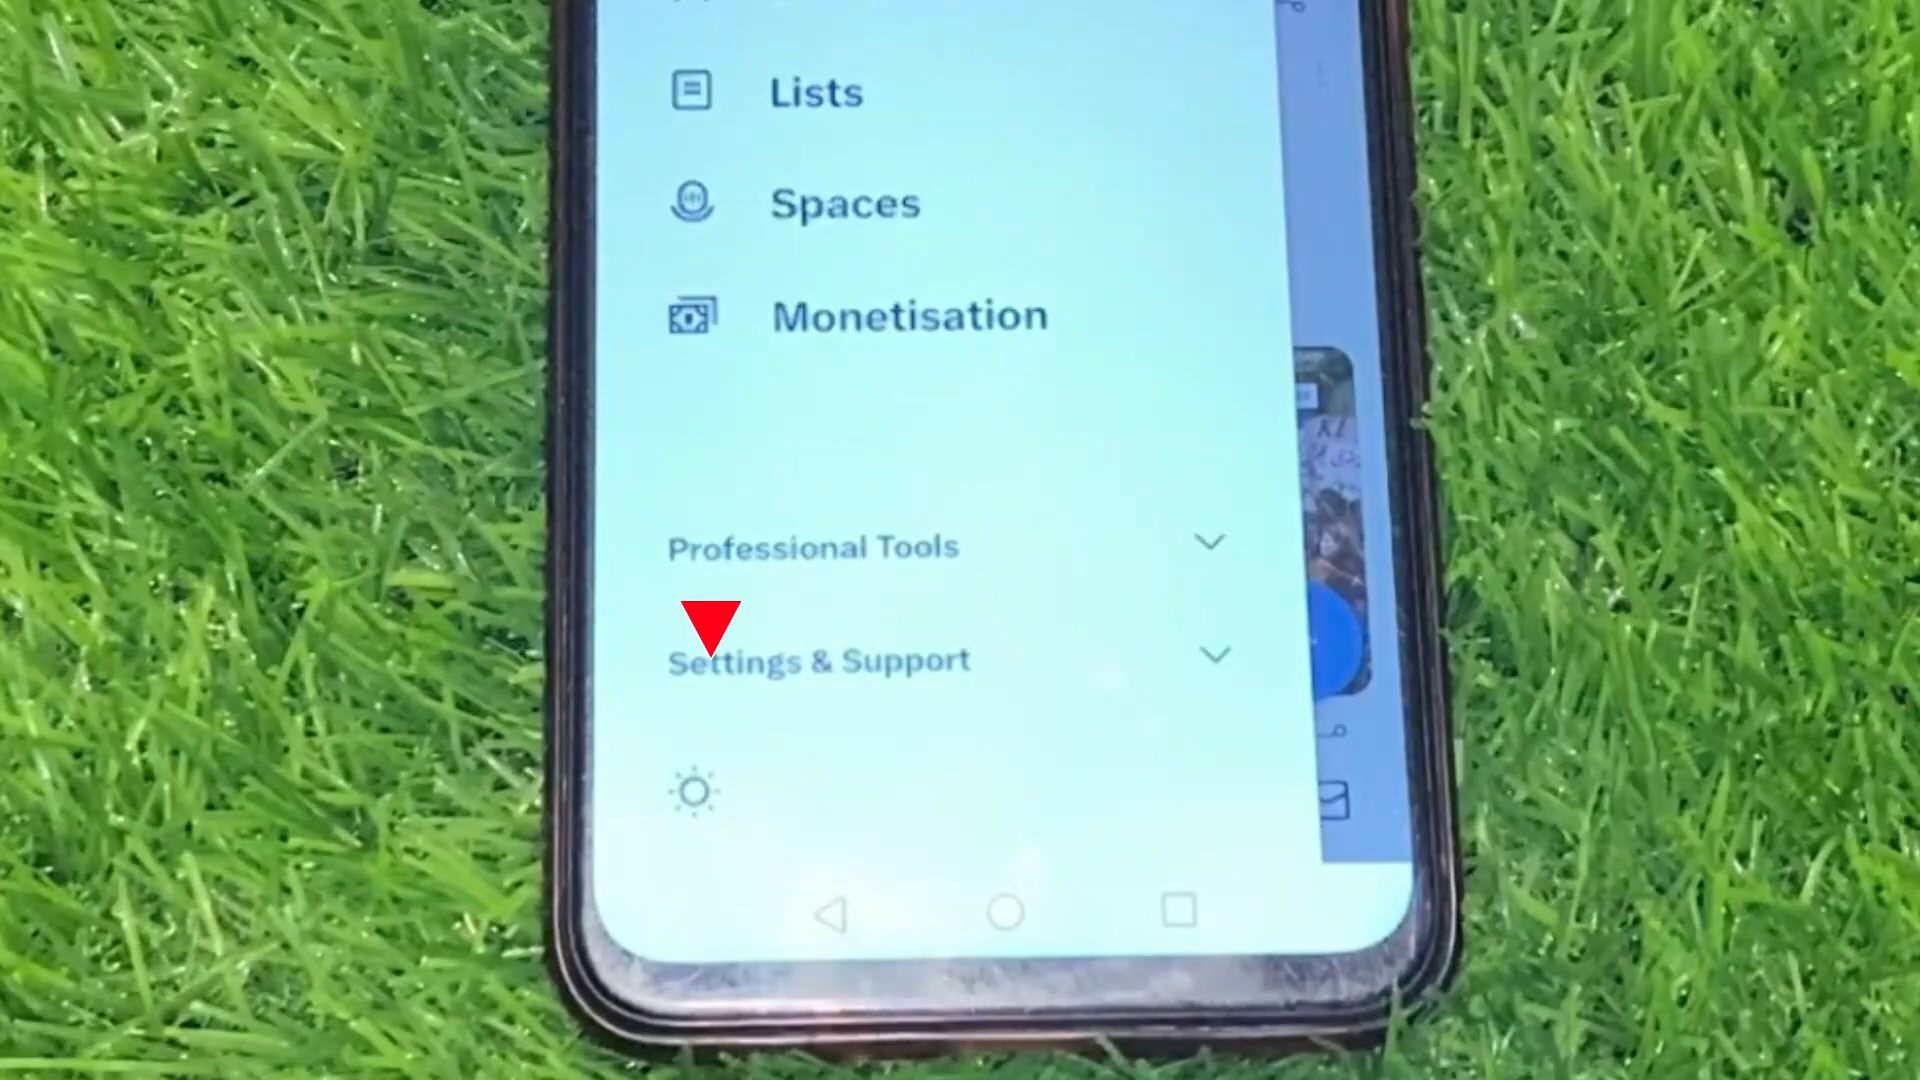 Lists
Spaces
Monetisation
Professional Tools
Settings & Support